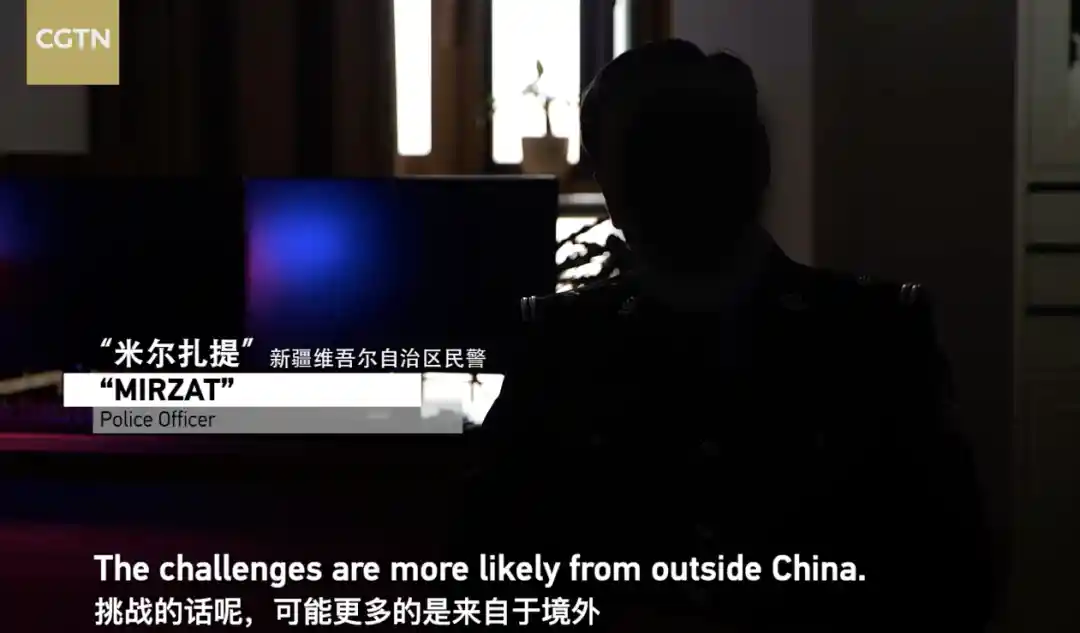 CGTN
“米尔扎提” 新疆维吾尔自治区民警
“MIRZAT”
Police Officer
The challenges are more likely from outside China.
挑战的话呢，可能更多的是来自于境外